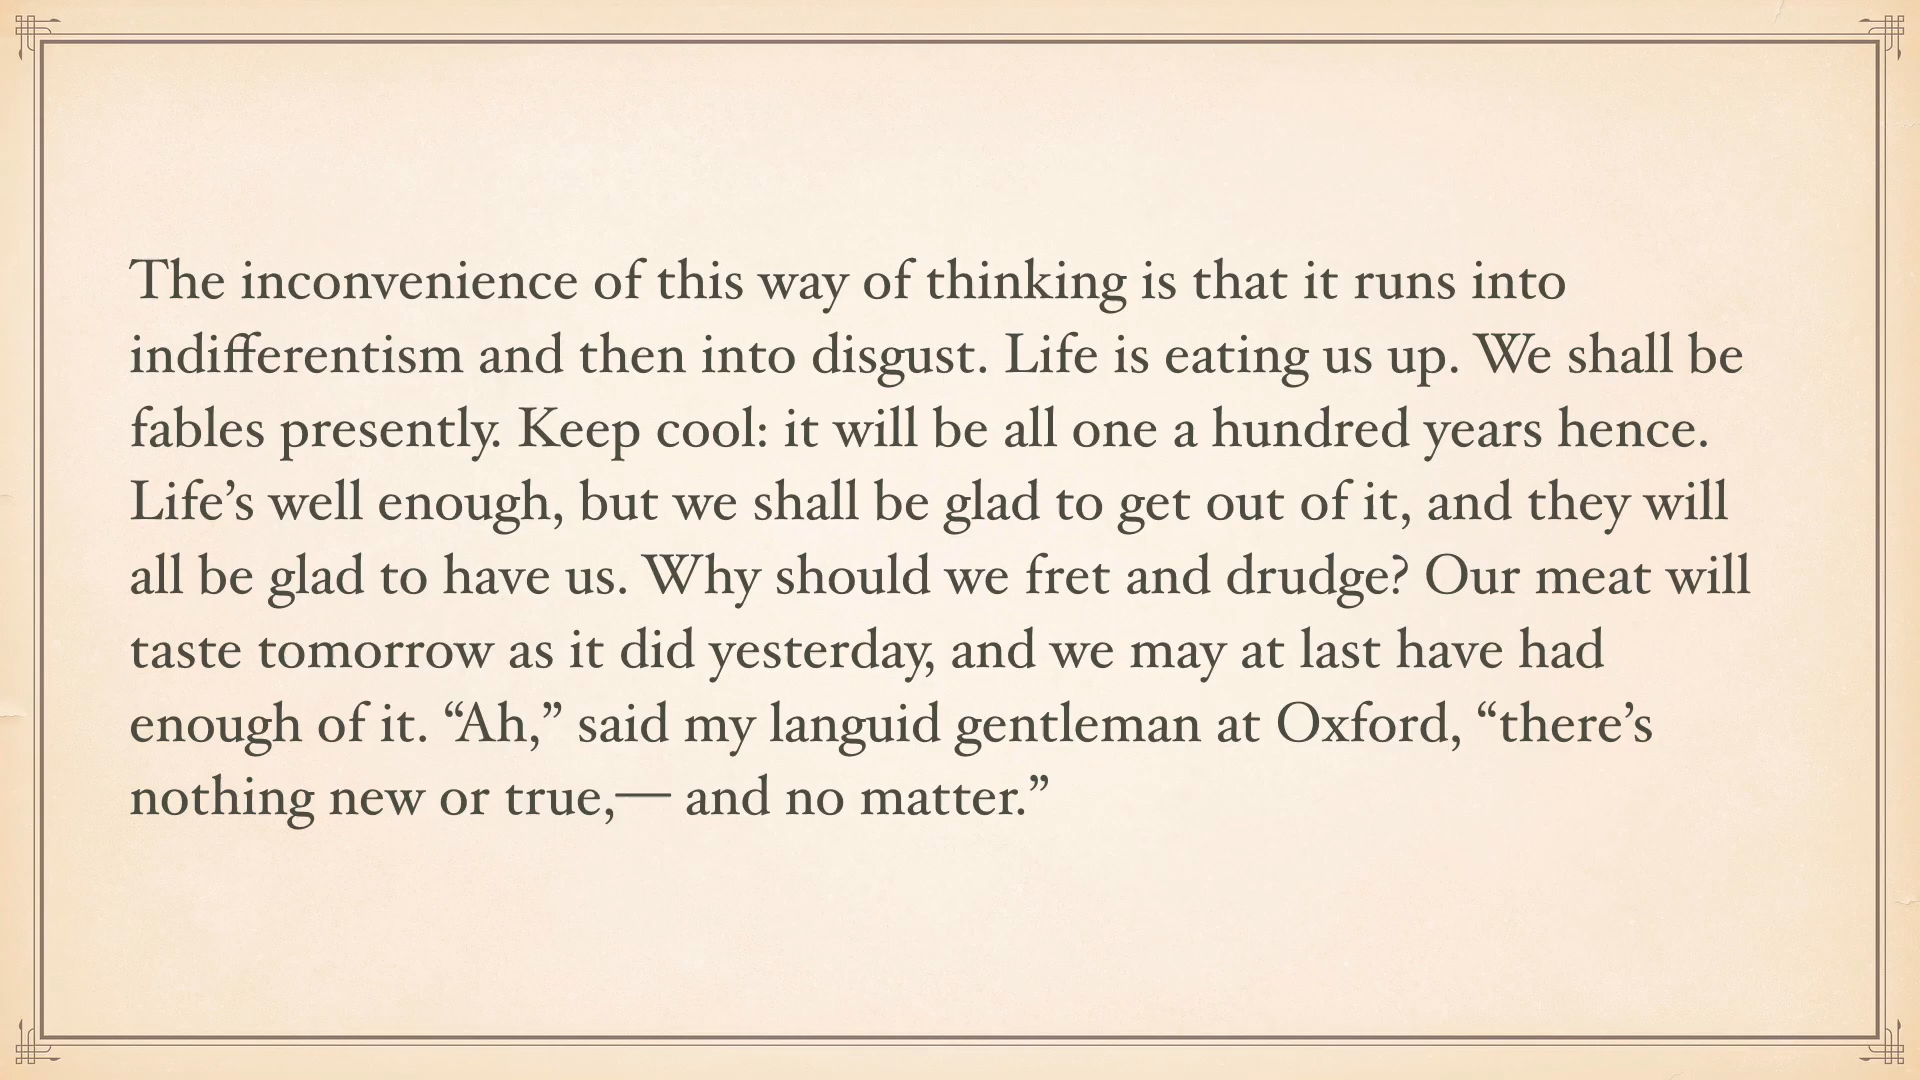 The inconvenience of this way of thinking is that it runs into
indifferentism and then into disgust. Life is eating us up. We shall be
fables presently. Keep cool: it will be all one a hundred years hence.
Life’s well enough, but we shall be glad to get out of it, and they will
all be glad to have us. Why should we fret and drudge? Our meat will
taste tomorrow as it did yesterday, and we may at last have had
enough of it. “Ah,” said my languid gentleman at Oxford, “there’s
nothing new or true,— and no matter.”